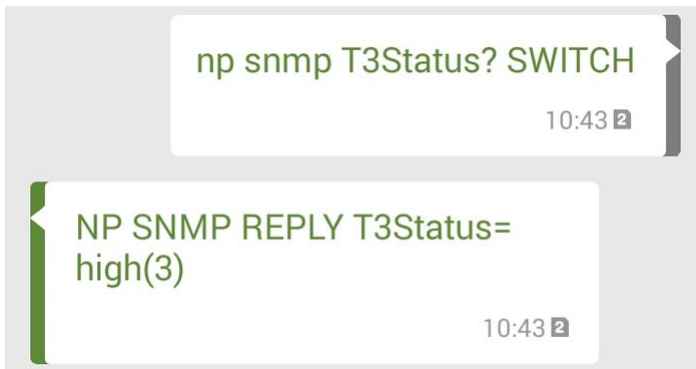 np snmp T3Status? SWITCH
10:43 2
NP SNMP REPLY T3Status=
high(3)
10:43 2